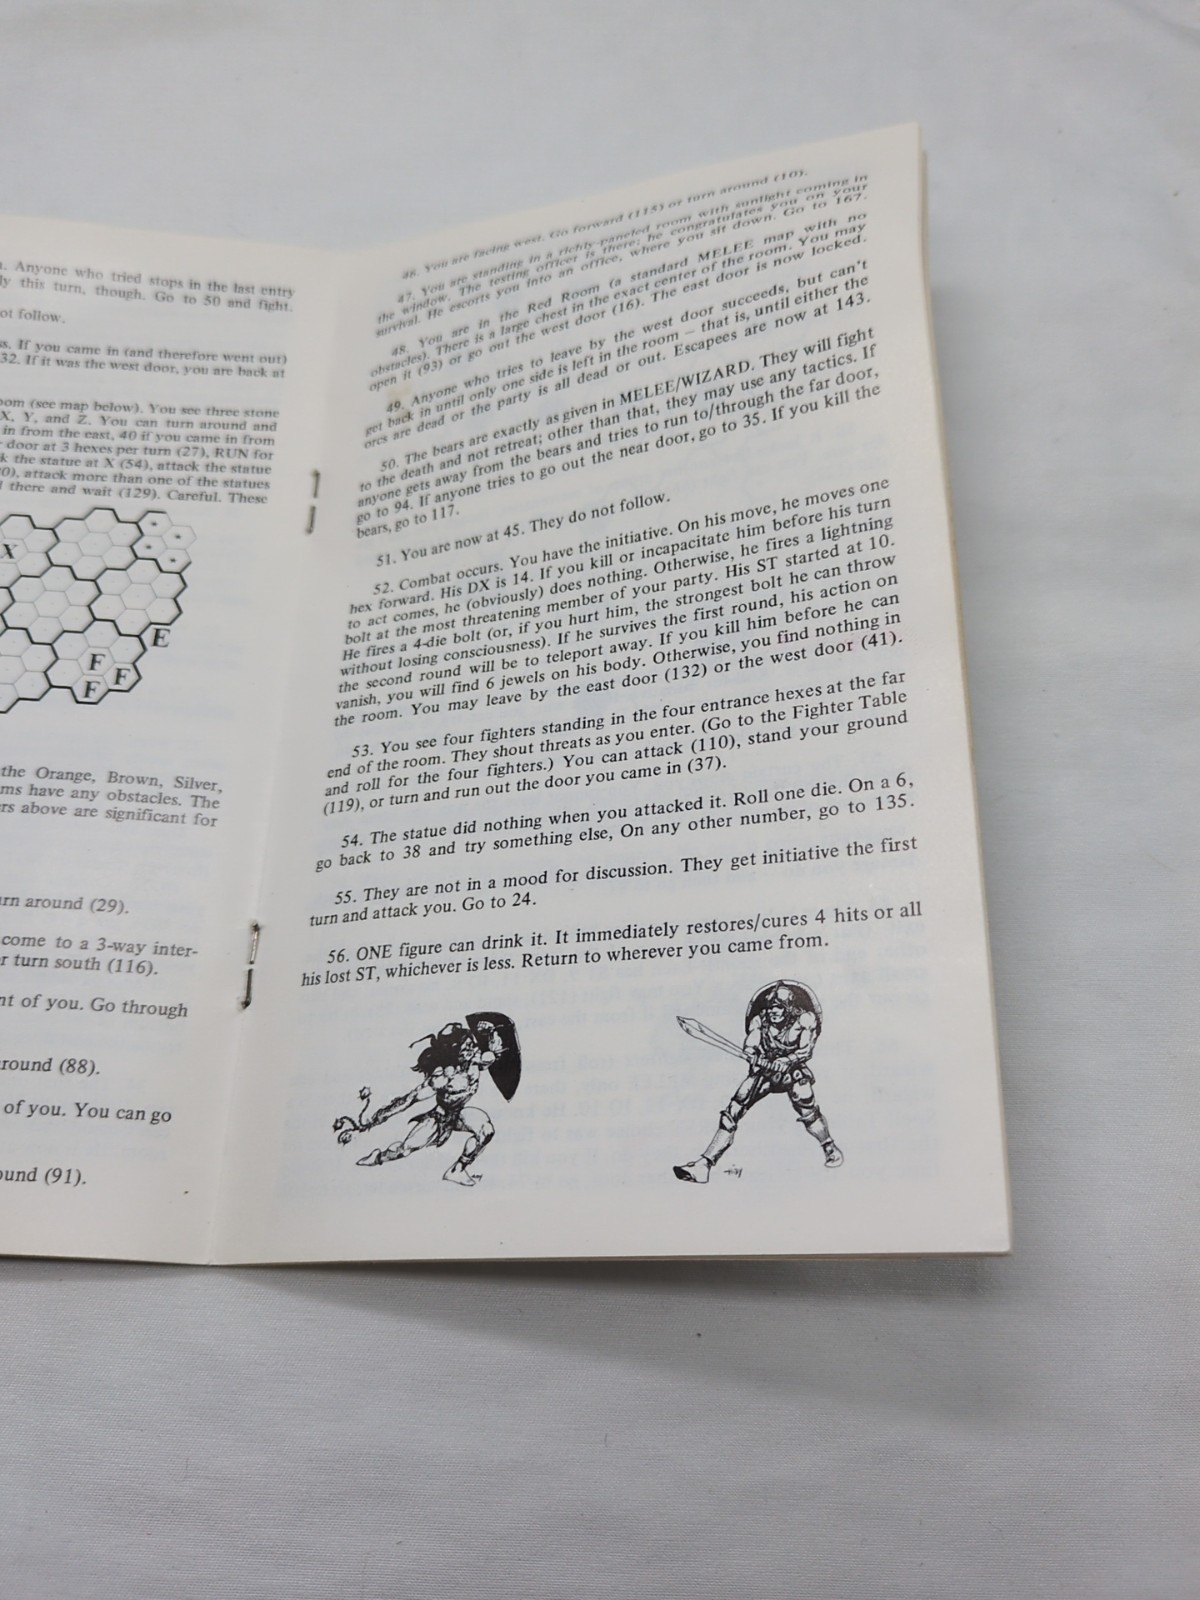 . Anyone who tried stops in the last entry
this turn, though. Go to 50 and fight.
ot follow.
s. If you came in (and therefore went out)
32. If it was the west door, you are back at
oom (see map below). You see three stone
X, Y, and Z. You can turn around and
in from the east, 40 if you came in from
door at 3 hexes per turn (27), RUN for
k the statue at X (54), attack the statue
0), attack more than one of the statues
there and wait (129). Careful. These
X
E
F
F
F
the Orange, Brown, Silver,
ms have any obstacles. The
rs above are significant for
rn around (29).
come to a 3-way inter-
r turn south (116).
nt of you. Go through
round (88).
of you. You can go
ound (91).
46. You are facing west. Go forward (115) or turn around (10).
47. You are standing in a richly-paneled room with sunlight coming in
the window. The testing officer is there; he congratulates you on your
survival. He escorts you into an office, where you sit down. Go to 167.
48. You are in the Red Room (a standard MELEE map with no
obstacles). There is a large chest in the exact center of the room. You may
open it (93) or go out the west door (16). The east door is now locked.
49. Anyone who tries to leave by the west door succeeds, but can't
get back in until only one side is left in the room – that is, until either the
orcs are dead or the party is all dead or out. Escapees are now at 143.
50. The bears are exactly as given in MELEE/WIZARD. They will fight
to the death and not retreat; other than that, they may use any tactics. If
anyone gets away from the bears and tries to run to/through the far door,
go to 94. If anyone tries to go out the near door, go to 35. If you kill the
bears, go to 117.
51. You are now at 45. They do not follow.
52. Combat occurs. You have the initiative. On his move, he moves one
hex forward. His DX is 14. If you kill or incapacitate him before his turn
to act comes, he (obviously) does nothing. Otherwise, he fires a lightning
bolt at the most threatening member of your party. His ST started at 10.
He fires a 4-die bolt (or, if you hurt him, the strongest bolt he can throw
without losing consciousness). If he survives the first round, his action on
the second round will be to teleport away. If you kill him before he can
vanish, you will find 6 jewels on his body. Otherwise, you find nothing in
the room. You may leave by the east door (132) or the west door (41).
53. You see four fighters standing in the four entrance hexes at the far
end of the room. They shout threats as you enter. (Go to the Fighter Table
and roll for the four fighters.) You can attack (110), stand your ground
(119), or turn and run out the door you came in (37).
54. The statue did nothing when you attacked it. Roll one die. On a 6,
go back to 38 and try something else, On any other number, go to 135.
55. They are not in a mood for discussion. They get initiative the first
turn and attack you. Go to 24.
56. ONE figure can drink it. It immediately restores/cures 4 hits or all
his lost ST, whichever is less. Return to wherever you came from.